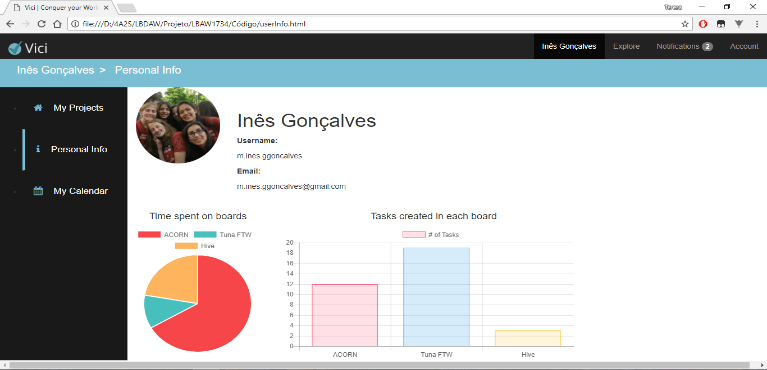 Vici | Conquer your Work
Teresa
file:///D:/4A2S/LBDAW/Projeto/LBAW1734/Código/userInfo.html
Vici
Inês Gonçalves
Explore
Notifications 2
Account
Inês Gonçalves > Personal Info
My Projects
Personal Info
My Calendar
Inês Gonçalves
Username:
m.ines.ggoncalves
Email:
m.ines.ggoncalves@gmail.com
Time spent on boards
ACORN Tuna FTW
Hive
Tasks created in each board
# of Tasks
20
18
16
14
12
10
8
6
4
2
0
ACORN Tuna FTW Hive